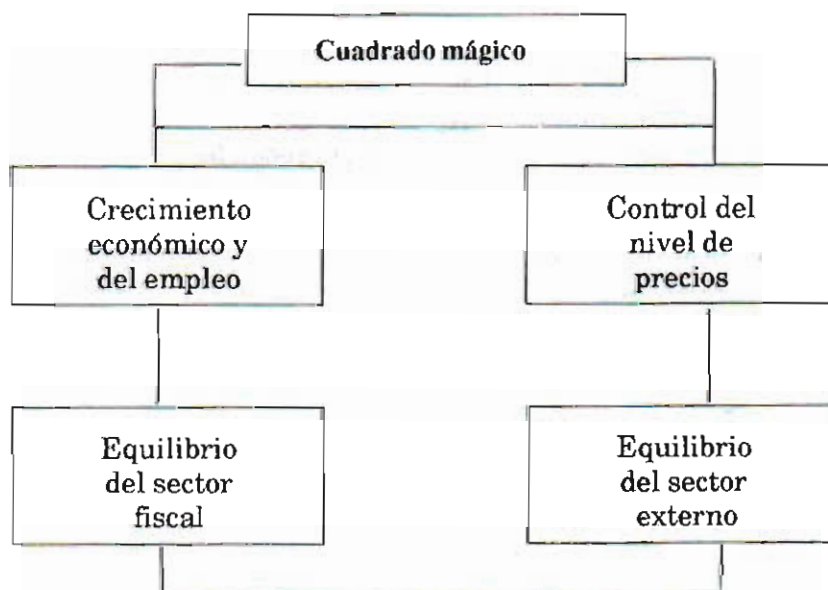 Cuadrado mágico
Crecimiento
económico y
del empleo
Control del
nivel de
precios
Equilibrio
del sector
fiscal
Equilibrio
del sector
externo